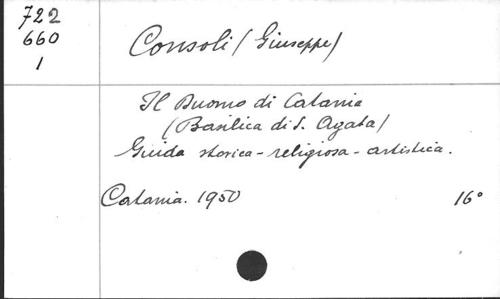 722
660
1
Consoli (Giuseppe)
Il Duomo di Catania
(Basilica di S. Agata)
Guida storica - religiosa - artistica.
Catania. 1950
16°